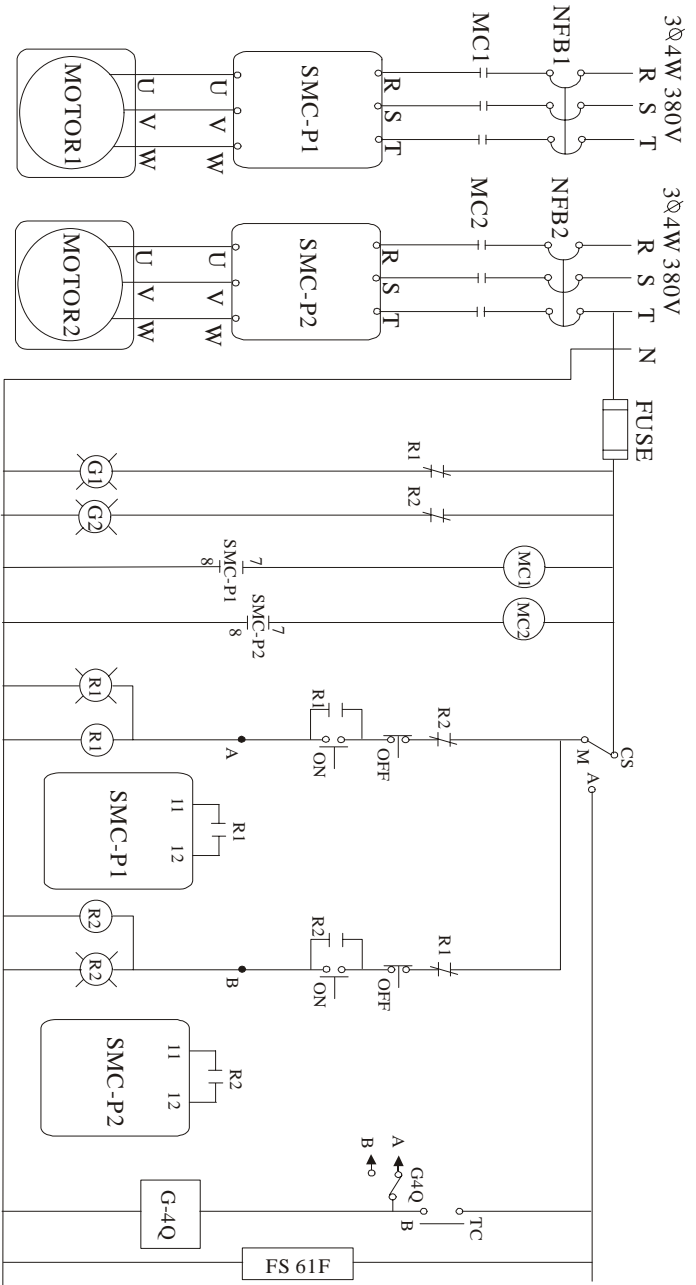 3Φ4W 380V
R
S
T
NFB1
MC1
R
S
T
SMC-P1
U
V
W
U
V
W
MOTOR1
3Φ4W 380V
R
S
T
N
NFB2
MC2
R
S
T
SMC-P2
U
V
W
U
V
W
MOTOR2
FUSE
R1
G1
R2
G2
MC1
7
SMC-P1
8
MC2
7
SMC-P2
8
CS
M
A
R2
OFF
ON
R1
A
R1
R1
R1
11
12
SMC-P1
R1
OFF
ON
R2
B
R2
R2
R2
11
12
SMC-P2
TC
B
G4Q
A
B
G-4Q
FS 61F